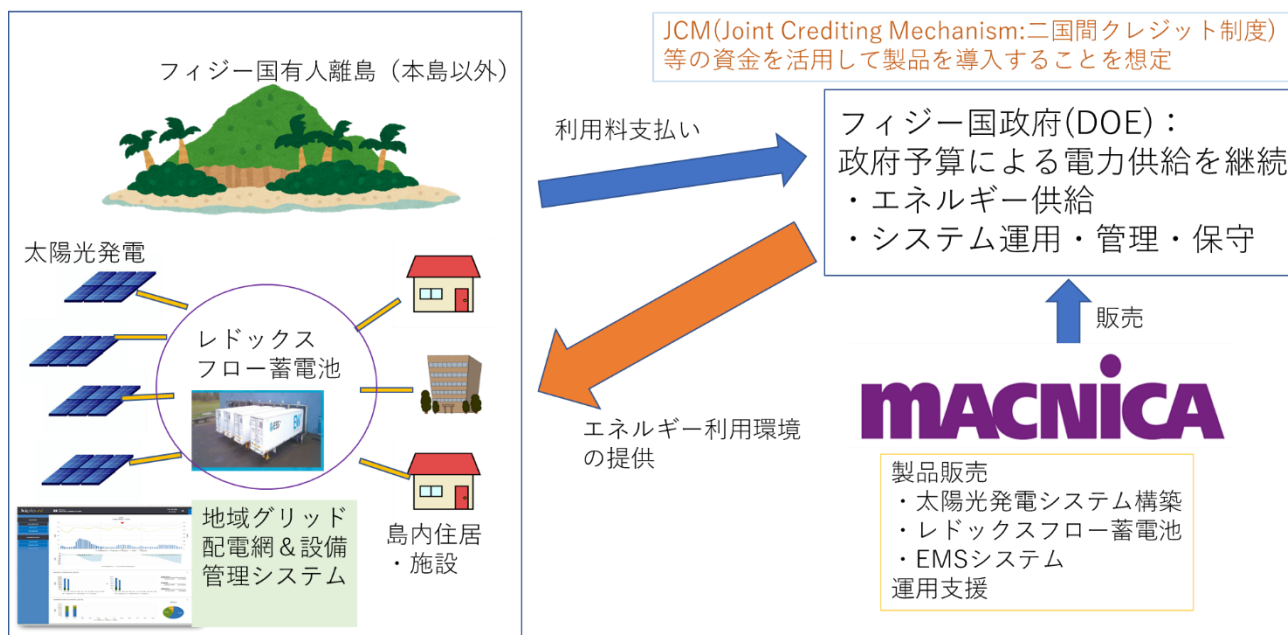 フィジー国有人離島（本島以外）
太陽光発電
レドックス
フロー蓄電池
地域グリッド
配電網＆設備
管理システム
島内住居
・施設
利用料支払い
エネルギー利用環境
の提供
JCM(Joint Crediting Mechanism:二国間クレジット制度)
等の資金を活用して製品を導入することを想定
フィジー国政府(DOE)：
政府予算による電力供給を継続
・エネルギー供給
・システム運用・管理・保守
販売
MACNICA
製品販売
・太陽光発電システム構築
・レドックスフロー蓄電池
・EMSシステム
運用支援